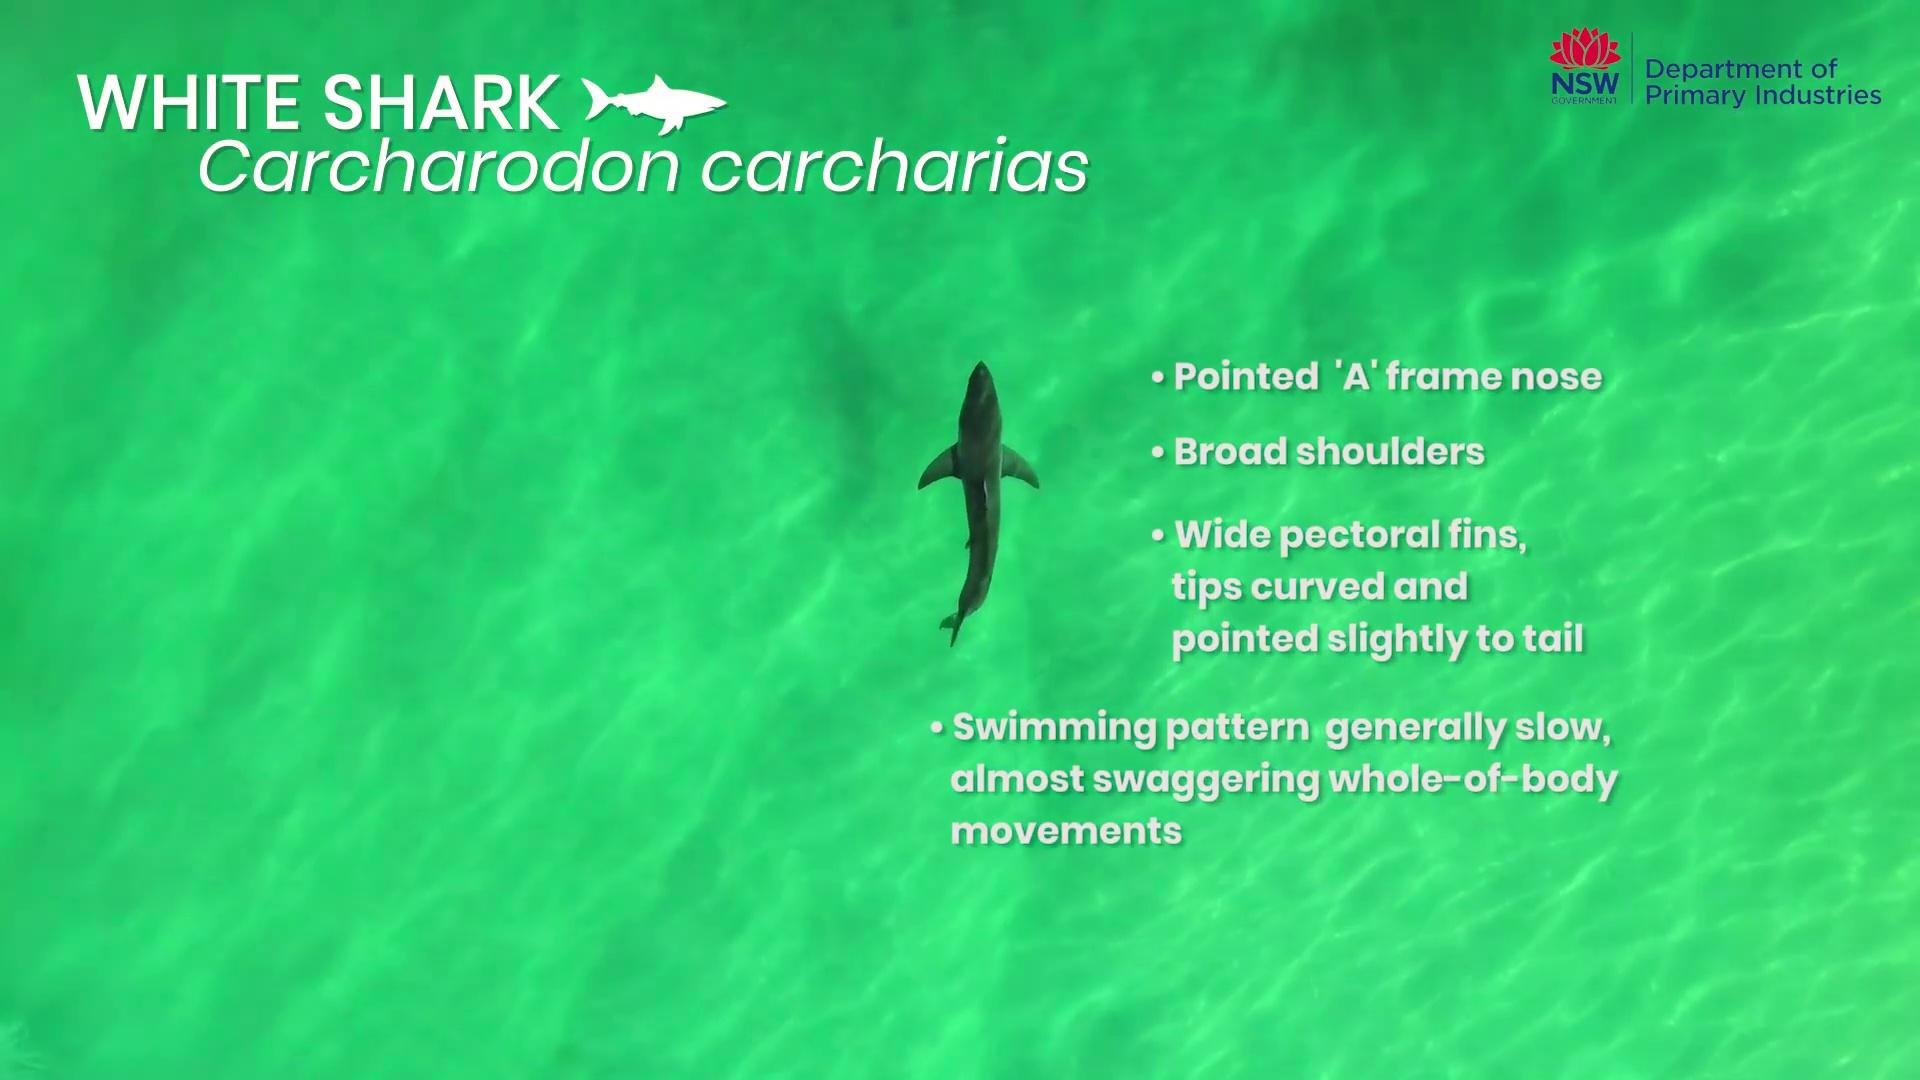 WHITE SHARK
Carcharodon carcharias
NSW
GOVERNMENT
Department of
Primary Industries
• Pointed 'A' frame nose
• Broad shoulders
• Wide pectoral fins,
tips curved and
pointed slightly to tail
• Swimming pattern generally slow,
almost swaggering whole-of-body
movements